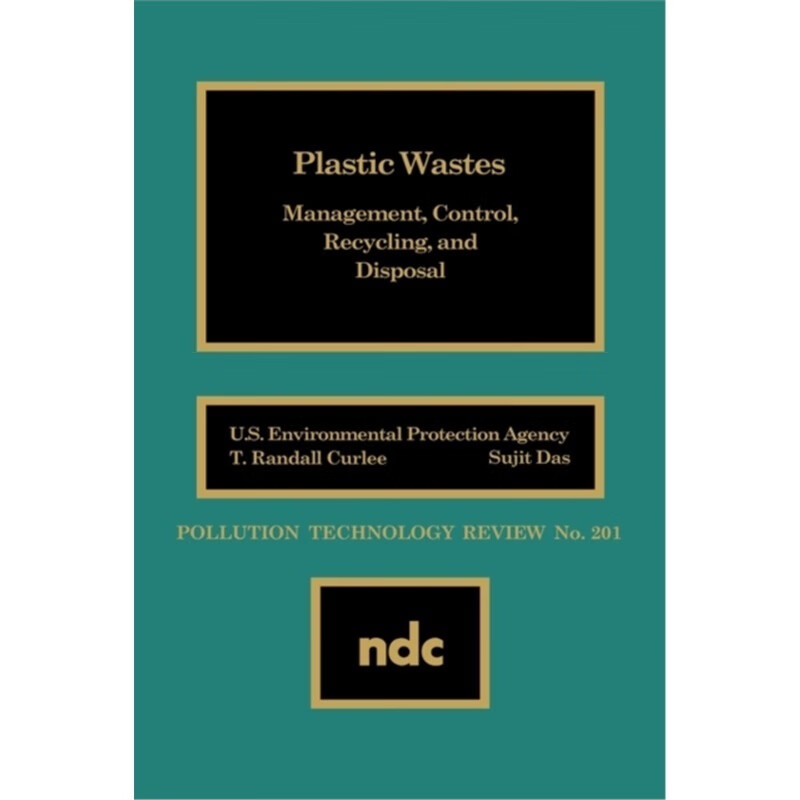 Plastic Wastes
Management, Control,
Recycling, and
Disposal
U.S. Environmental Protection Agency
T. Randall Curlee Sujit Das
POLLUTION TECHNOLOGY REVIEW No. 201
ndc